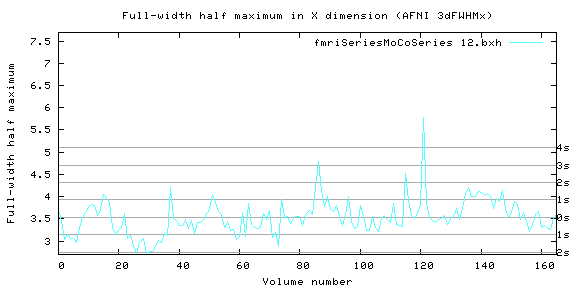 Full-width half maximum in X dimension (AFNI 3dFWHMx)
fmriSeriesMoCoSeries 12.bxh
Full-width half maximum
7.5
7
6.5
6
5.5
5
4.5
4
3.5
3
4s
3s
2s
1s
0s
1s
2s
0 20 40 60 80 100 120 140 160
Volume number